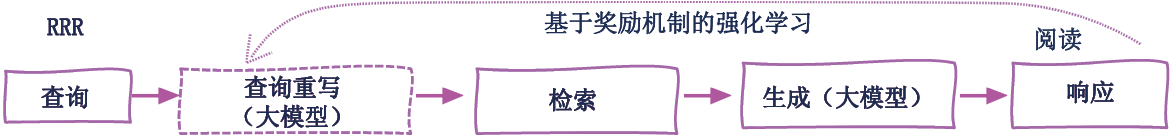 RRR
基于奖励机制的强化学习
阅读
查询
查询重写
（大模型）
检索
生成（大模型）
响应